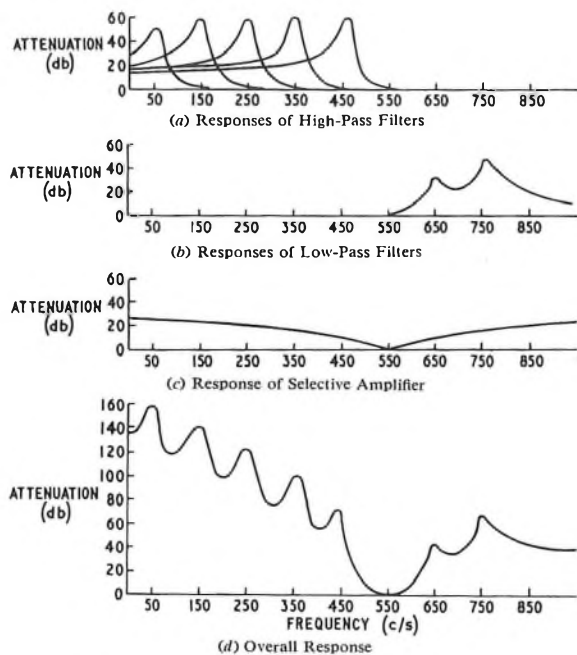 60
ATTENUATION 40
(db) 20
0
50 150 250 350 450 550 650 750 850
(a) Responses of High-Pass Filters
60
ATTENUATION 40
(db) 20
0
50 150 250 350 450 550 650 750 850
(b) Responses of Low-Pass Filters
60
ATTENUATION 40
(db) 20
0
50 150 250 350 450 550 650 750 850
(c) Response of Selective Amplifier
160
140
120
100
ATTENUATION 80
(db) 60
40
20
0
50 150 250 350 450 550 650 750 850
FREQUENCY (c/s)
(d) Overall Response